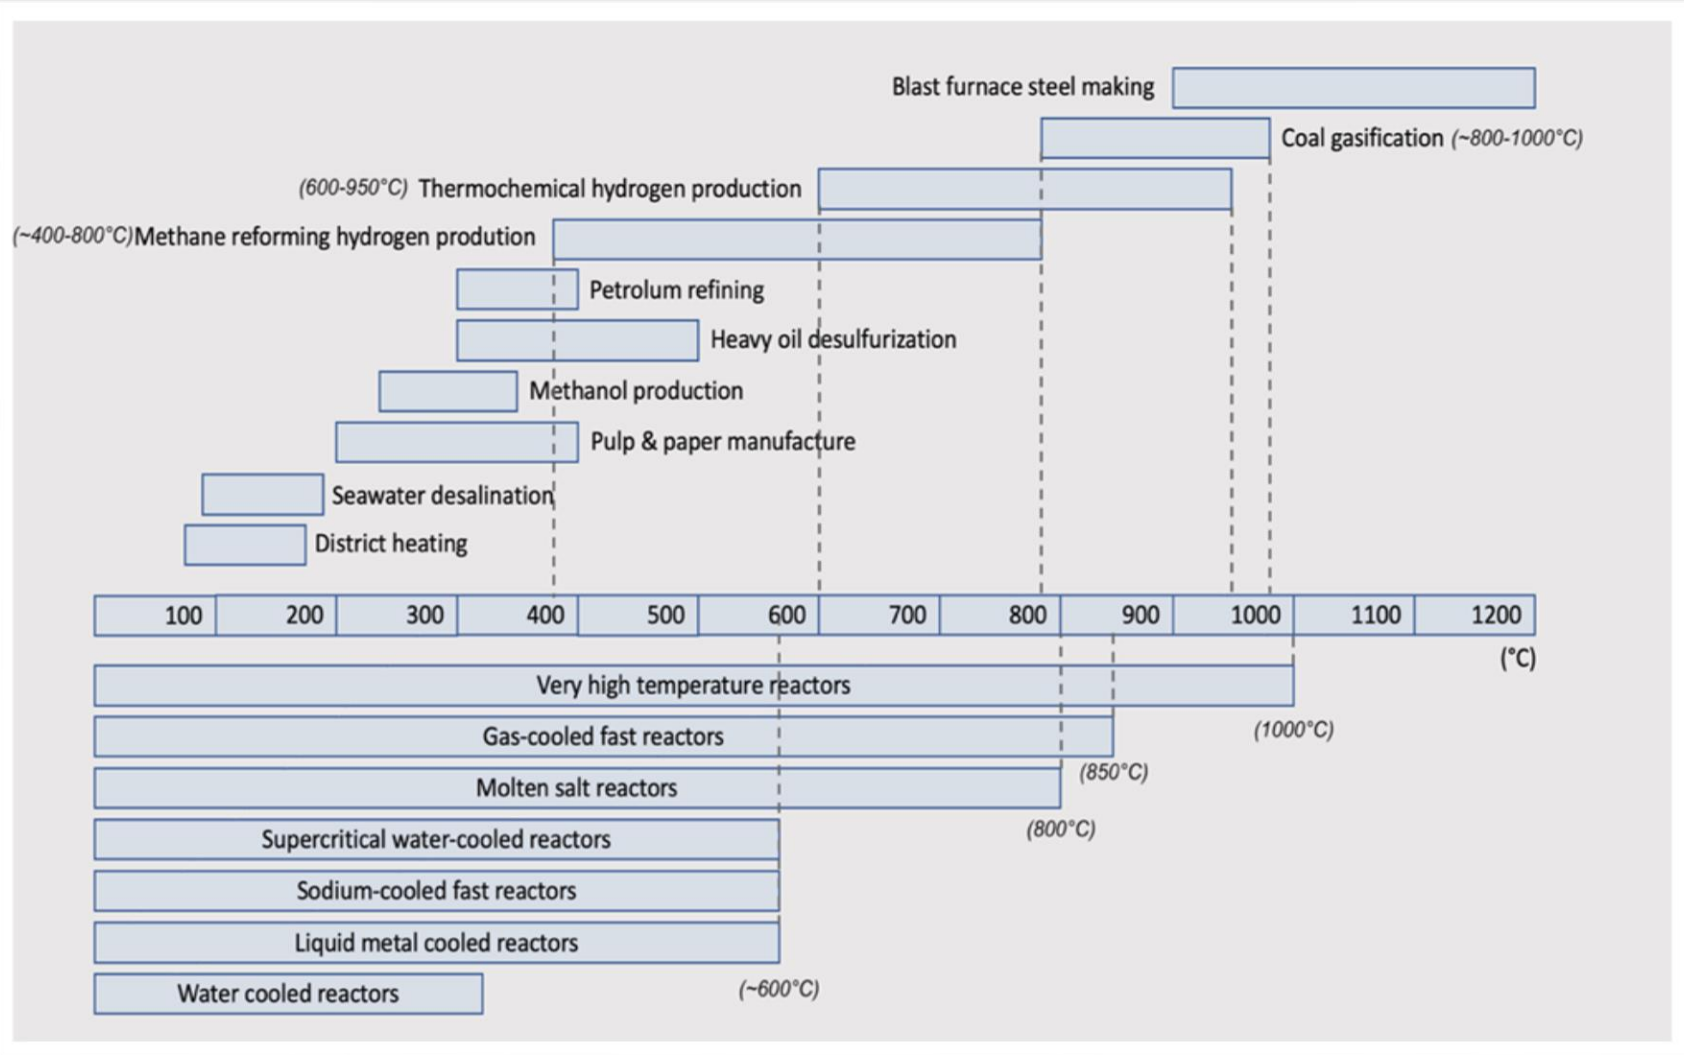 Blast furnace steel making
Coal gasification (~800-1000°C)
(600-950°C) Thermochemical hydrogen production
(~400-800°C)Methane reforming hydrogen prodution
Petrolum refining
Heavy oil desulfurization
Methanol production
Pulp & paper manufacture
Seawater desalination
District heating
100 200 300 400 500 600 700 800 900 1000 1100 1200
(°C)
Very high temperature reactors
(1000°C)
Gas-cooled fast reactors
(850°C)
Molten salt reactors
(800°C)
Supercritical water-cooled reactors
Sodium-cooled fast reactors
Liquid metal cooled reactors
(~600°C)
Water cooled reactors